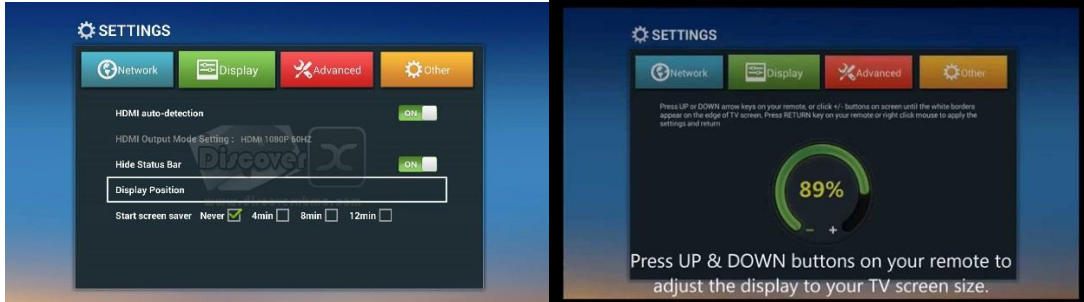 SETTINGS
Network Display Advanced Other
HDMI auto-detection ON
HDMI Output Mode Setting : HDMI 1080P 60HZ
Hide Status Bar ON
Discover
Display Position
Start screen saver Never 4min 8min 12min
SETTINGS
Network Display Advanced Other
Press UP or DOWN arrow keys on your remote, or click +/- buttons on screen until the white borders
appear on the edge of TV screen. Press RETURN key on your remote or right click mouse to apply the
settings and return
89%
- +
Press UP & DOWN buttons on your remote to
adjust the display to your TV screen size.